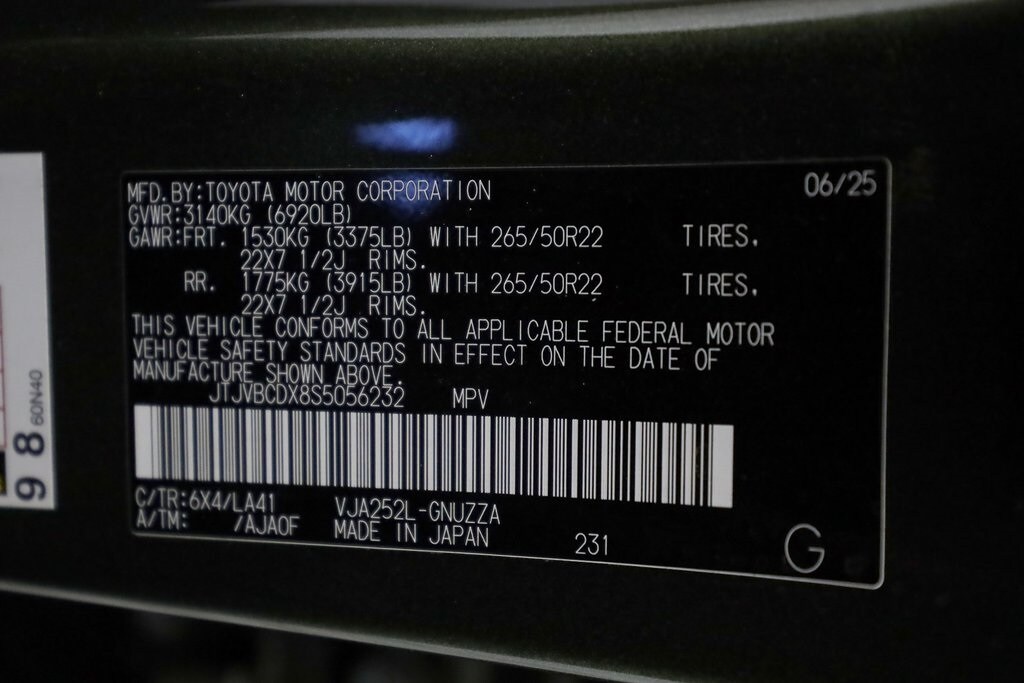 MFD.BY:TOYOTA MOTOR CORPORATION 06/25
GVWR:3140KG (6920LB)
GAWR:FRT. 1530KG (3375LB) WITH 265/50R22 TIRES.
22X7 1/2J RIMS.
RR. 1775KG (3915LB) WITH 265/50R22 TIRES.
22X7 1/2J RIMS.
THIS VEHICLE CONFORMS TO ALL APPLICABLE FEDERAL MOTOR
VEHICLE SAFETY STANDARDS IN EFFECT ON THE DATE OF
MANUFACTURE SHOWN ABOVE.
JTJVBCDX8S5056232 MPV
C/TR:6X4/LA41 VJA252L-GNUZZA
A/TM: /AJA0F MADE IN JAPAN 231
G
98
60N40